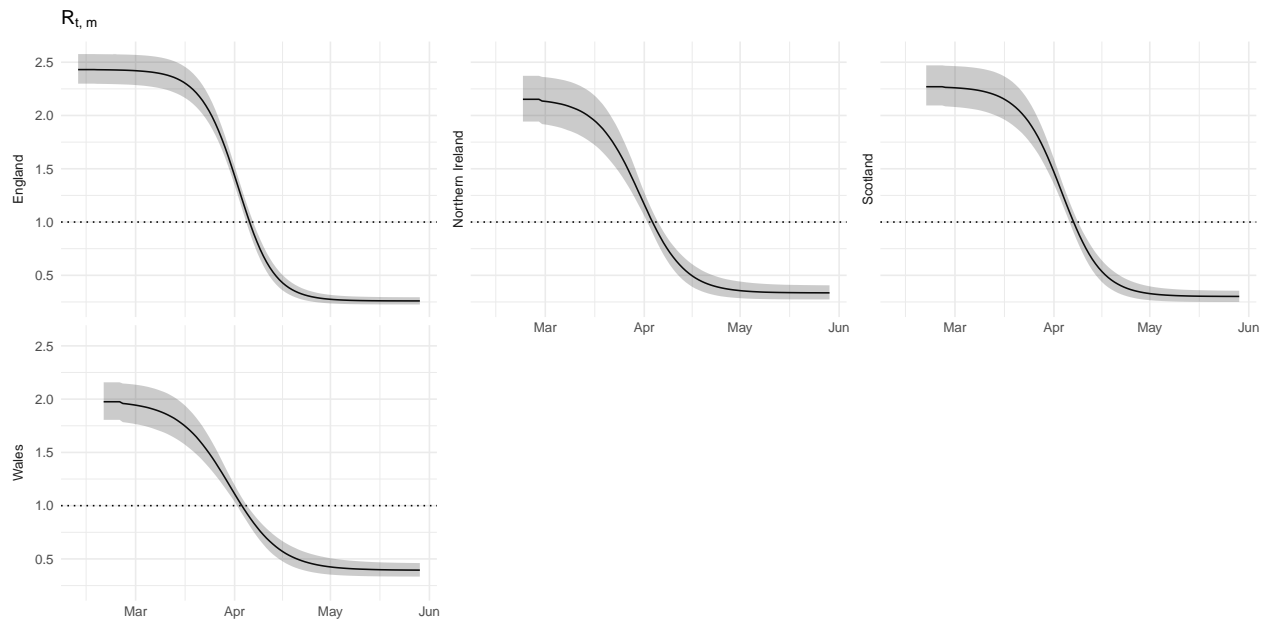 R t, m
England
2.5
2.0
1.5
1.0
0.5
Northern Ireland
Mar Apr May Jun
Scotland
Mar Apr May Jun
Wales
2.5
2.0
1.5
1.0
0.5
Mar Apr May Jun